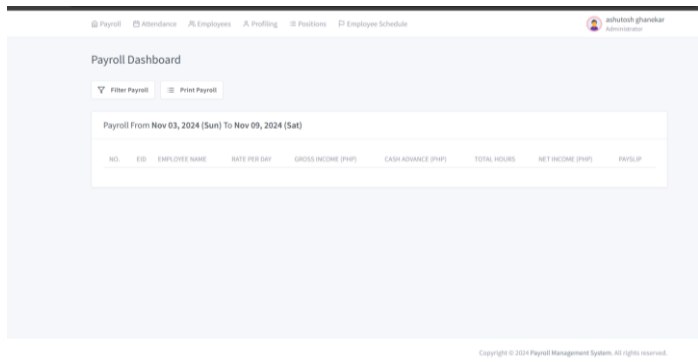 Payroll Attendance Employees Profiling Positions Employee Schedule
ashutosh ghanekar
Administrator
Payroll Dashboard
Filter Payroll Print Payroll
Payroll From Nov 03, 2024 (Sun) To Nov 09, 2024 (Sat)
NO. EID EMPLOYEE NAME RATE PER DAY GROSS INCOME (PHP) CASH ADVANCE (PHP) TOTAL HOURS NET INCOME (PHP) PAYSLIP
Copyright © 2024 Payroll Management System. All rights reserved.